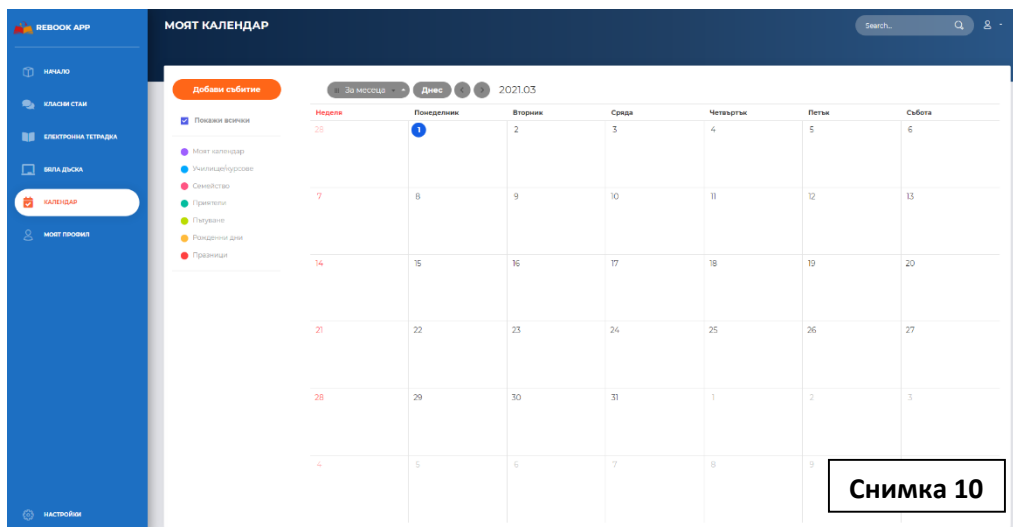 REBOOK APP
МОЯТ КАЛЕНДАР
Search...
НАЧАЛО
КЛАСНИ СТАИ
ЕЛЕКТРОННА ТЕТРАДКА
БЯЛА ДЪСКА
КАЛЕНДАР
МОЯТ ПРОФИЛ
НАСТРОЙКИ
Добави събитие
Покажи всички
Моят календар
Училище/курсове
Семейство
Приятели
Пътуване
Рожденни дни
Празници
За месеца
Днес
2021.03
Неделя Понеделник Вторник Сряда Четвъртък Петък Събота
28 1 2 3 4 5 6
7 8 9 10 11 12 13
14 15 16 17 18 19 20
21 22 23 24 25 26 27
28 29 30 31 1 2 3
4 5 6 7 8 9
Снимка 10